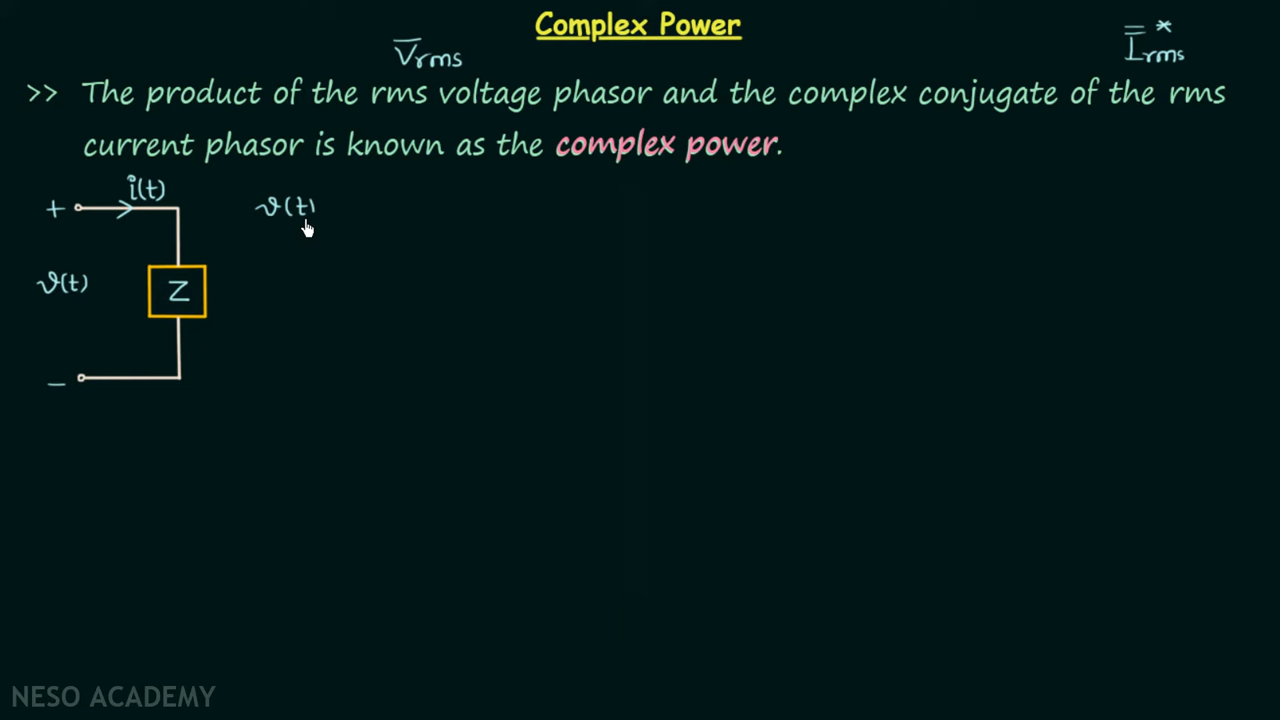 Complex Power
V̅rms
I̅*rms
>> The product of the rms voltage phasor and the complex conjugate of the rms
current phasor is known as the complex power.
i(t)
+
v(t)
v(t)
Z
−
NESO ACADEMY